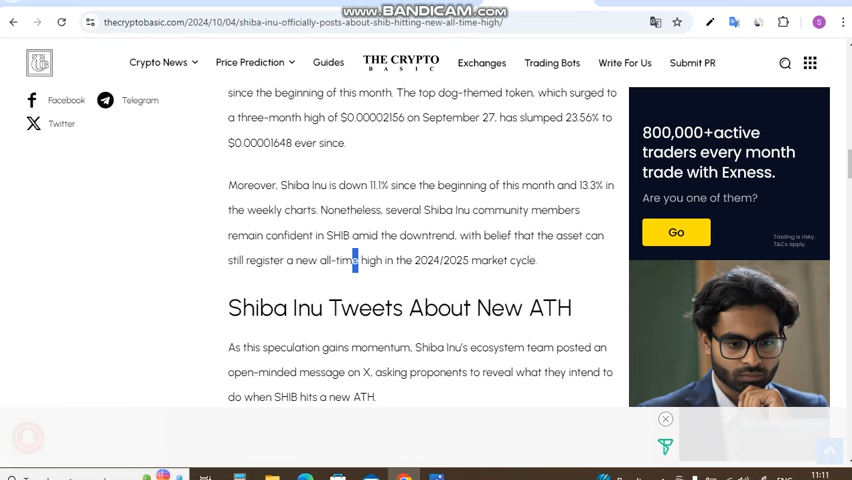 WWW.BANDICAM.COM
thecryptobasic.com/2024/10/04/shiba-inu-officially-posts-about-shib-hitting-new-all-time-high/
S
Crypto News
Price Prediction
Guides
THE CRYPTO
BASIC
Exchanges
Trading Bots
Write For Us
Submit PR
Facebook
Telegram
Twitter
since the beginning of this month. The top dog-themed token, which surged to
a three-month high of $0.00002156 on September 27, has slumped 23.56% to
$0.00001648 ever since.
Moreover, Shiba Inu is down 11.1% since the beginning of this month and 13.3% in
the weekly charts. Nonetheless, several Shiba Inu community members
remain confident in SHIB amid the downtrend, with belief that the asset can
still register a new all-time high in the 2024/2025 market cycle.
Shiba Inu Tweets About New ATH
As this speculation gains momentum, Shiba Inu's ecosystem team posted an
open-minded message on X, asking proponents to reveal what they intend to
do when SHIB hits a new ATH.
800,000+active
traders every month
trade with Exness.
Are you one of them?
Go
Trading is risky.
T&Cs apply.
11:11